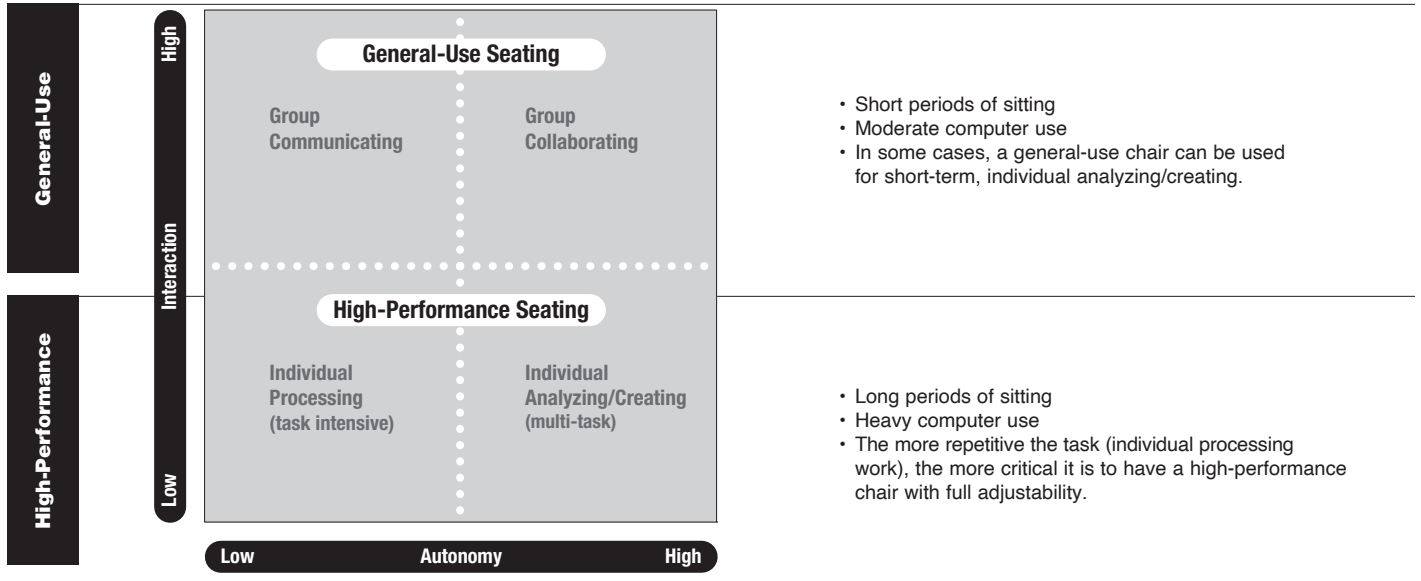 General-Use
High
General-Use Seating
Group
Communicating
Group
Collaborating
• Short periods of sitting
• Moderate computer use
• In some cases, a general-use chair can be used
for short-term, individual analyzing/creating.
Interaction
High-Performance
High-Performance Seating
Individual
Processing
(task intensive)
Individual
Analyzing/Creating
(multi-task)
• Long periods of sitting
• Heavy computer use
• The more repetitive the task (individual processing
work), the more critical it is to have a high-performance
chair with full adjustability.
Low
Low Autonomy High